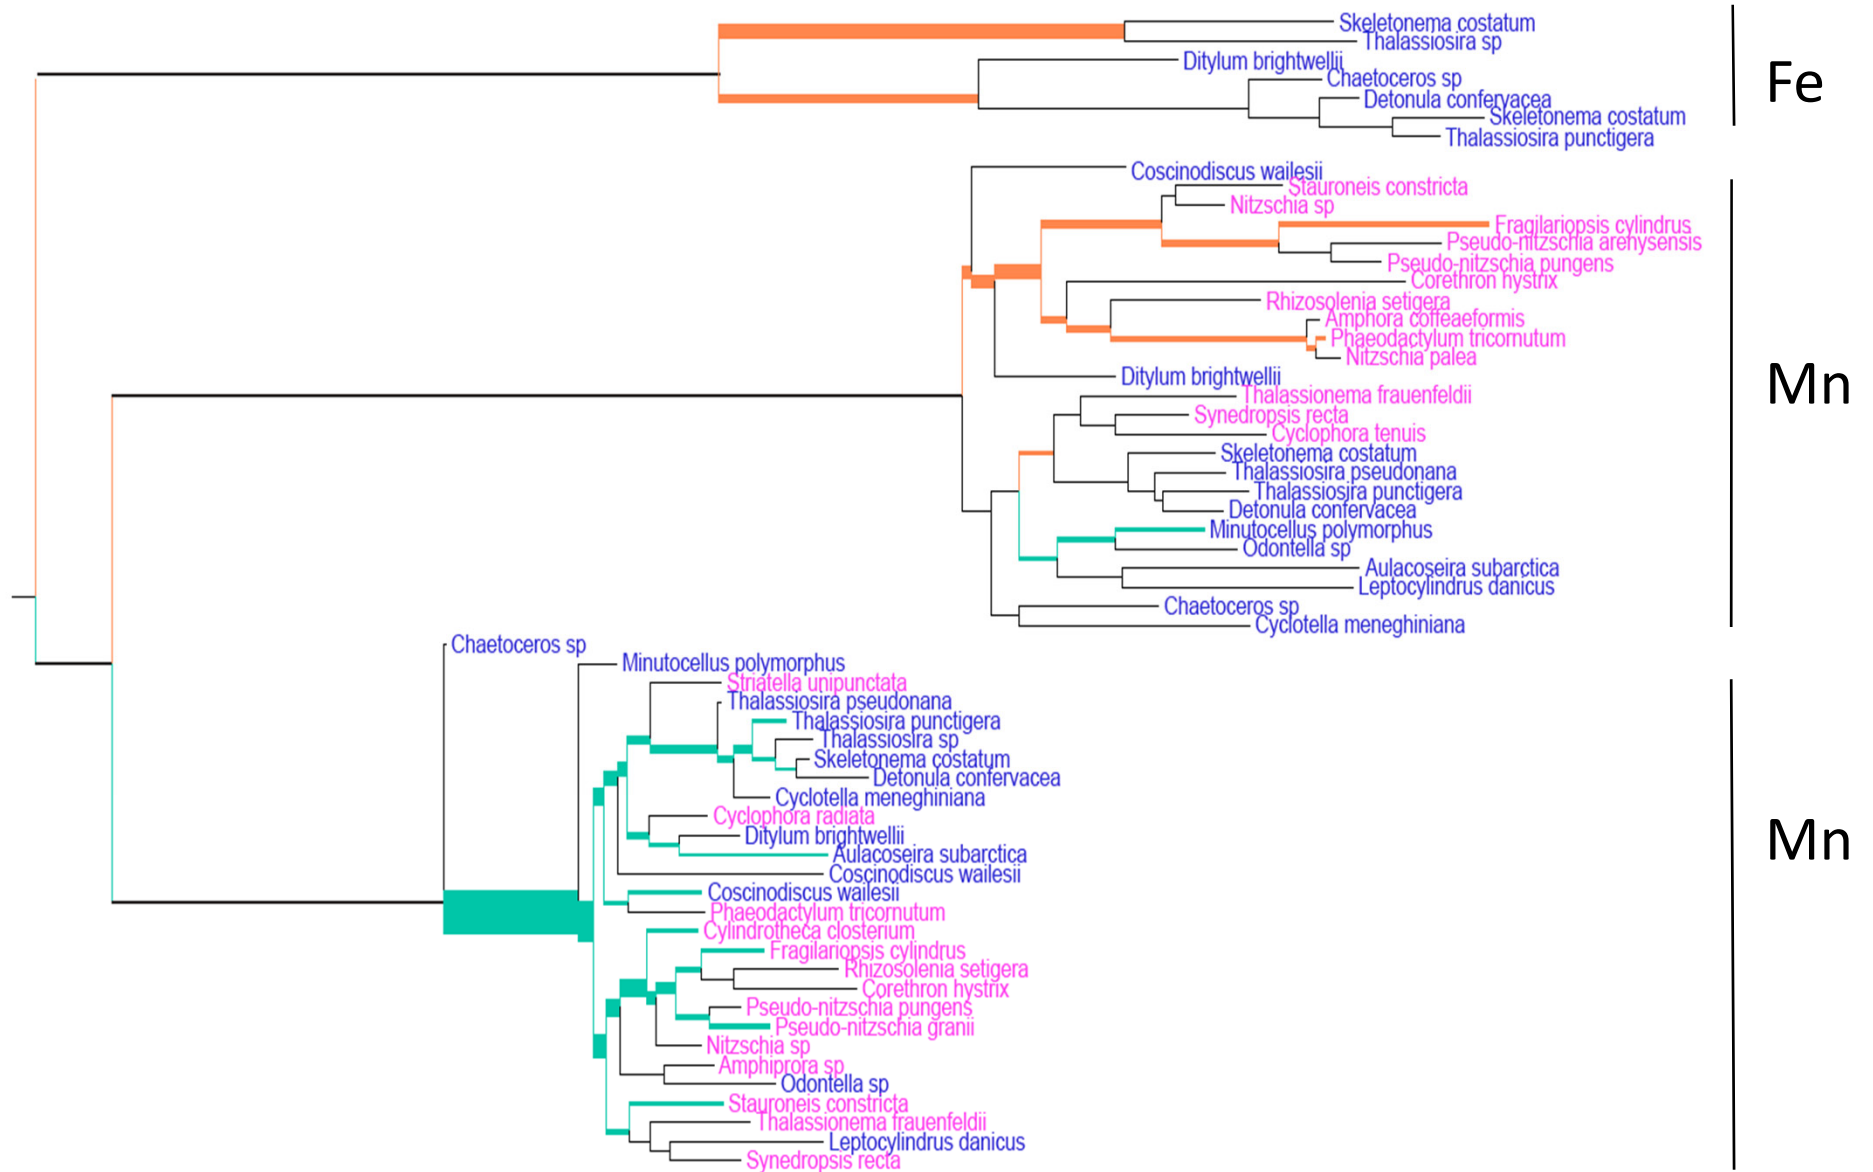 Skeletonema costatum
Thalassiosira sp
Ditylum brightwellii
Chaetoceros sp
Detonula confervacea
Skeletonema costatum
Thalassiosira punctigera
Fe
Coscinodiscus wailesii
Stauroneis constricta
Nitzschia sp
Fragilariopsis cylindrus
Pseudo-nitzschia arenysensis
Pseudo-nitzschia pungens
Corethron hystrix
Rhizosolenia setigera
Amphora coffeaeformis
Phaeodactylum tricornutum
Nitzschia palea
Ditylum brightwellii
Thalassionema frauenfeldii
Synedropsis recta
Cyclophora tenuis
Skeletonema costatum
Thalassiosira pseudonana
Thalassiosira punctigera
Detonula confervacea
Minutocellus polymorphus
Odontella sp
Aulacoseira subarctica
Leptocylindrus danicus
Chaetoceros sp
Cyclotella meneghiniana
Mn
Chaetoceros sp
Minutocellus polymorphus
Striatella unipunctata
Thalassiosira pseudonana
Thalassiosira punctigera
Thalassiosira sp
Skeletonema costatum
Detonula confervacea
Cyclotella meneghiniana
Cyclophora radiata
Ditylum brightwellii
Aulacoseira subarctica
Coscinodiscus wailesii
Coscinodiscus wailesii
Phaeodactylum tricornutum
Cylindrotheca closterium
Fragilariopsis cylindrus
Rhizosolenia setigera
Corethron hystrix
Pseudo-nitzschia pungens
Pseudo-nitzschia granii
Nitzschia sp
Amphiprora sp
Odontella sp
Stauroneis constricta
Thalassionema frauenfeldii
Leptocylindrus danicus
Synedropsis recta
Mn